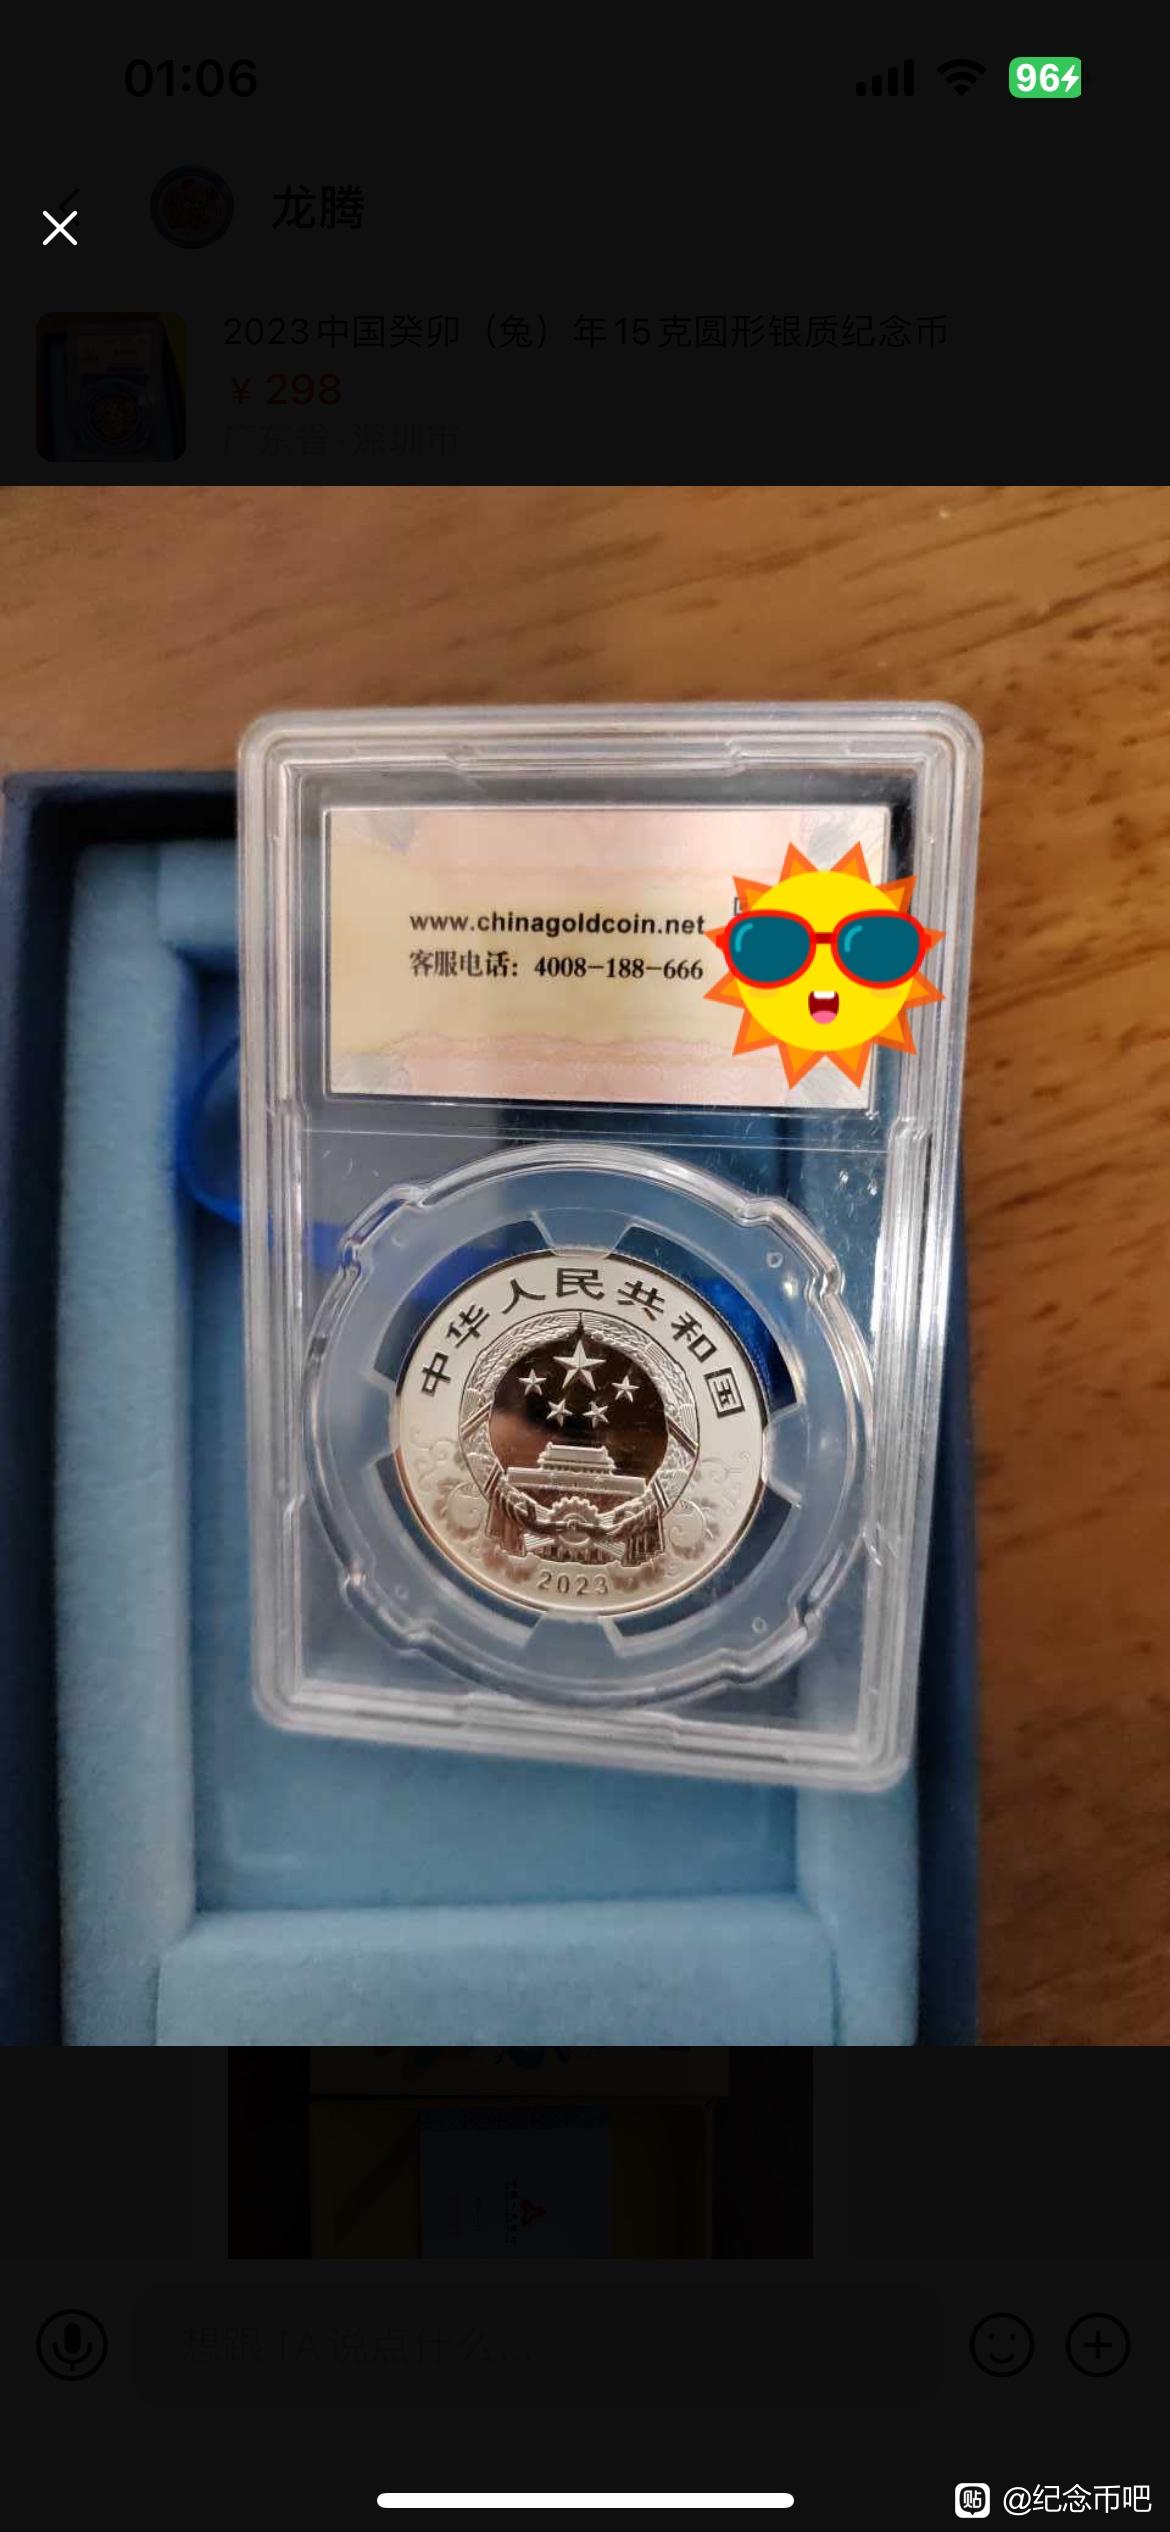 01:06
96
龙腾
2023中国癸卯（兔）年15克圆形银质纪念币
¥ 298
广东省·深圳市
www.chinagoldcoin.net
客服电话：4008-188-666
中华人民共和国
2023
想跟TA说点什么...
贴 @纪念币吧